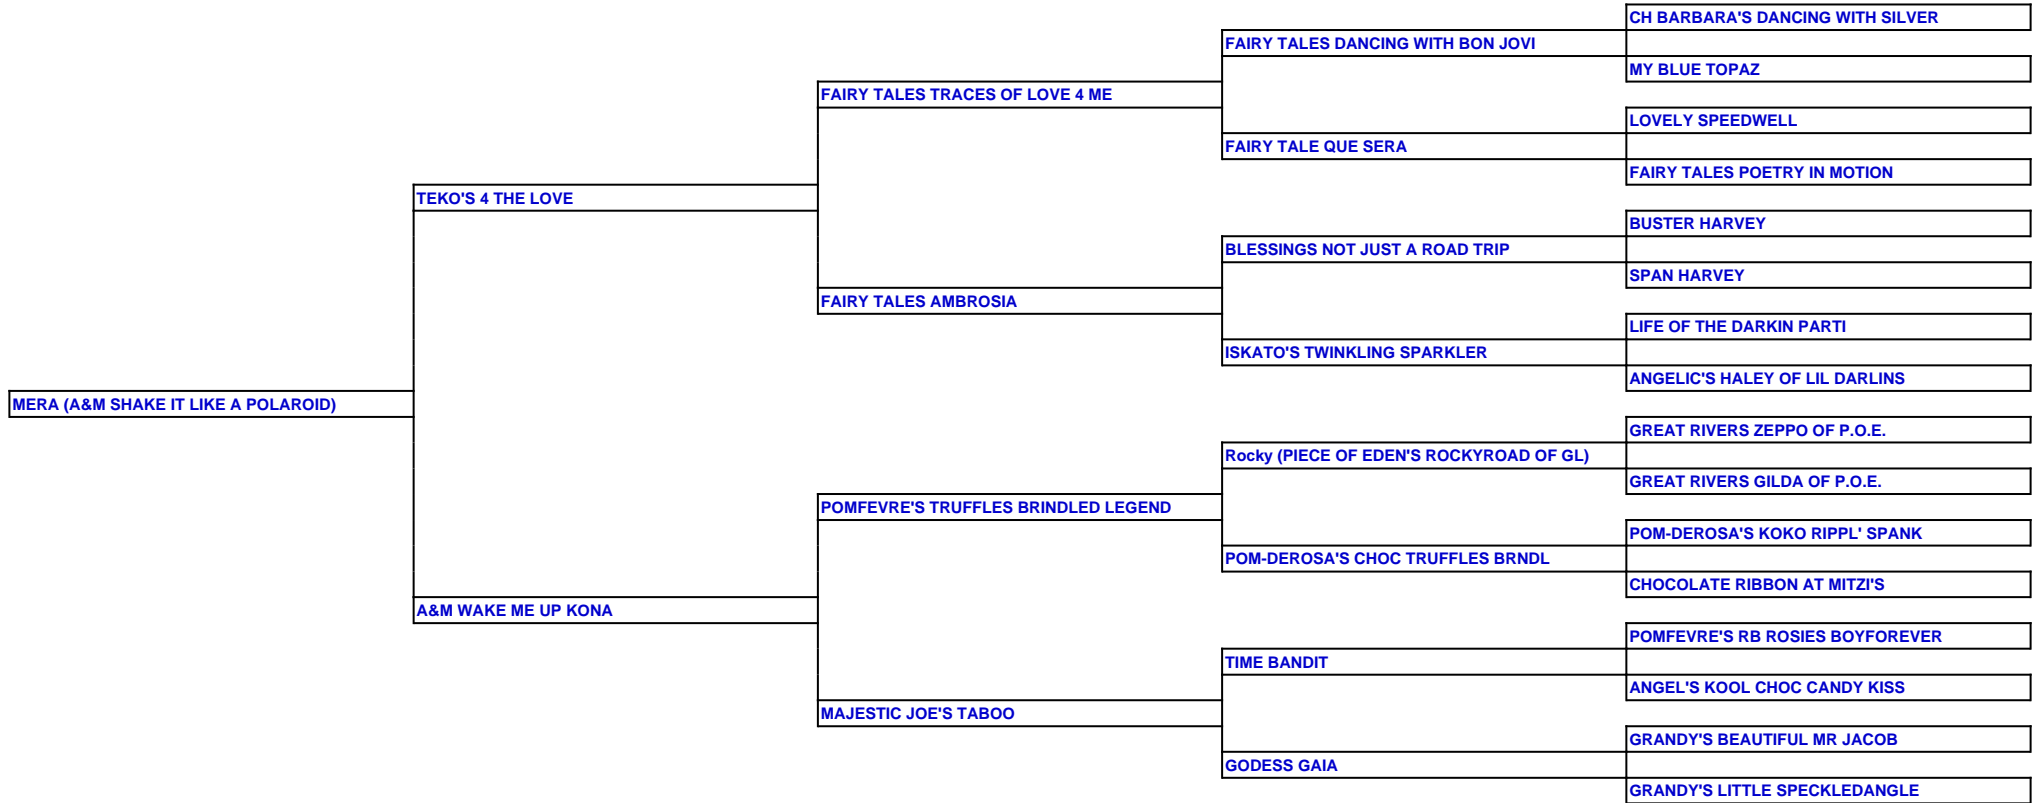 CH BARBARA'S DANCING WITH SILVER
FAIRY TALES DANCING WITH BON JOVI
MY BLUE TOPAZ
FAIRY TALES TRACES OF LOVE 4 ME
LOVELY SPEEDWELL
FAIRY TALE QUE SERA
FAIRY TALES POETRY IN MOTION
TEKO'S 4 THE LOVE
BUSTER HARVEY
BLESSINGS NOT JUST A ROAD TRIP
SPAN HARVEY
FAIRY TALES AMBROSIA
LIFE OF THE DARKIN PARTI
ISKATO'S TWINKLING SPARKLER
ANGELIC'S HALEY OF LIL DARLINS
MERA (A&M SHAKE IT LIKE A POLAROID)
GREAT RIVERS ZEPPO OF P.O.E.
Rocky (PIECE OF EDEN'S ROCKYROAD OF GL)
GREAT RIVERS GILDA OF P.O.E.
POMFEVRE'S TRUFFLES BRINDLED LEGEND
POM-DEROSA'S KOKO RIPPL' SPANK
POM-DEROSA'S CHOC TRUFFLES BRNDL
CHOCOLATE RIBBON AT MITZI'S
A&M WAKE ME UP KONA
POMFEVRE'S RB ROSIES BOYFOREVER
TIME BANDIT
ANGEL'S KOOL CHOC CANDY KISS
MAJESTIC JOE'S TABOO
GRANDY'S BEAUTIFUL MR JACOB
GODESS GAIA
GRANDY'S LITTLE SPECKLEDANGLE